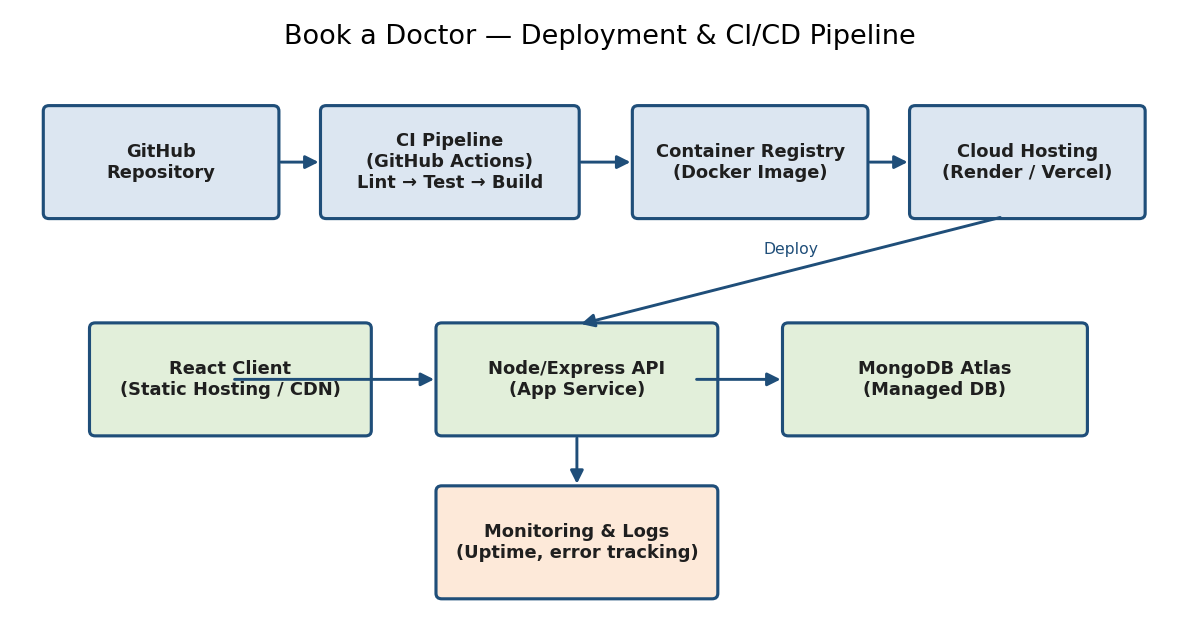 Book a Doctor — Deployment & CI/CD Pipeline
GitHub
Repository
CI Pipeline
(GitHub Actions)
Lint → Test → Build
Container Registry
(Docker Image)
Cloud Hosting
(Render / Vercel)
Deploy
React Client
(Static Hosting / CDN)
Node/Express API
(App Service)
MongoDB Atlas
(Managed DB)
Monitoring & Logs
(Uptime, error tracking)